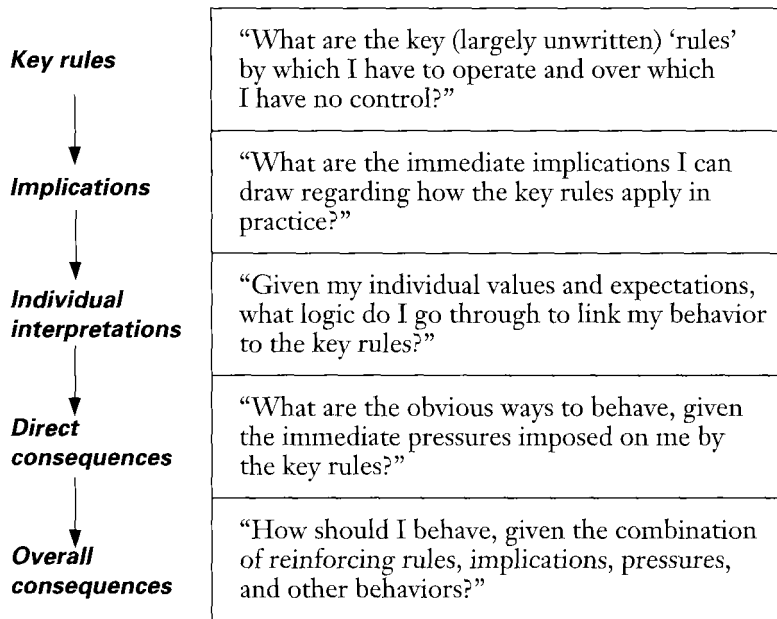 Key rules
“What are the key (largely unwritten) ‘rules’
by which I have to operate and over which
I have no control?”
Implications
“What are the immediate implications I can
draw regarding how the key rules apply in
practice?”
Individual
interpretations
“Given my individual values and expectations,
what logic do I go through to link my behavior
to the key rules?”
Direct
consequences
“What are the obvious ways to behave, given
the immediate pressures imposed on me by
the key rules?”
Overall
consequences
“How should I behave, given the combination
of reinforcing rules, implications, pressures,
and other behaviors?”